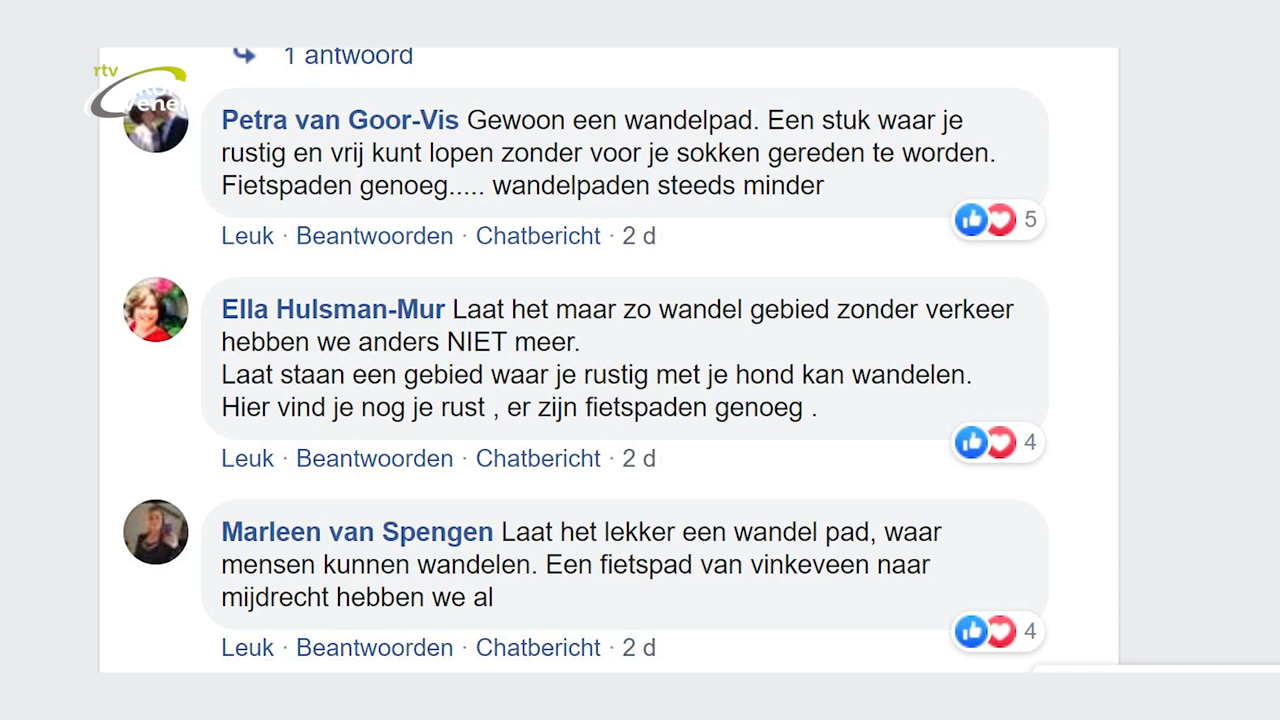 1 antwoord
rtv
Petra van Goor-Vis Gewoon een wandelpad. Een stuk waar je
rustig en vrij kunt lopen zonder voor je sokken gereden te worden.
Fietspaden genoeg..... wandelpaden steeds minder
5
Leuk · Beantwoorden · Chatbericht · 2 d
Ella Hulsman-Mur Laat het maar zo wandel gebied zonder verkeer
hebben we anders NIET meer.
Laat staan een gebied waar je rustig met je hond kan wandelen.
Hier vind je nog je rust , er zijn fietspaden genoeg .
4
Leuk · Beantwoorden · Chatbericht · 2 d
Marleen van Spengen Laat het lekker een wandel pad, waar
mensen kunnen wandelen. Een fietspad van vinkeveen naar
mijdrecht hebben we al
4
Leuk · Beantwoorden · Chatbericht · 2 d